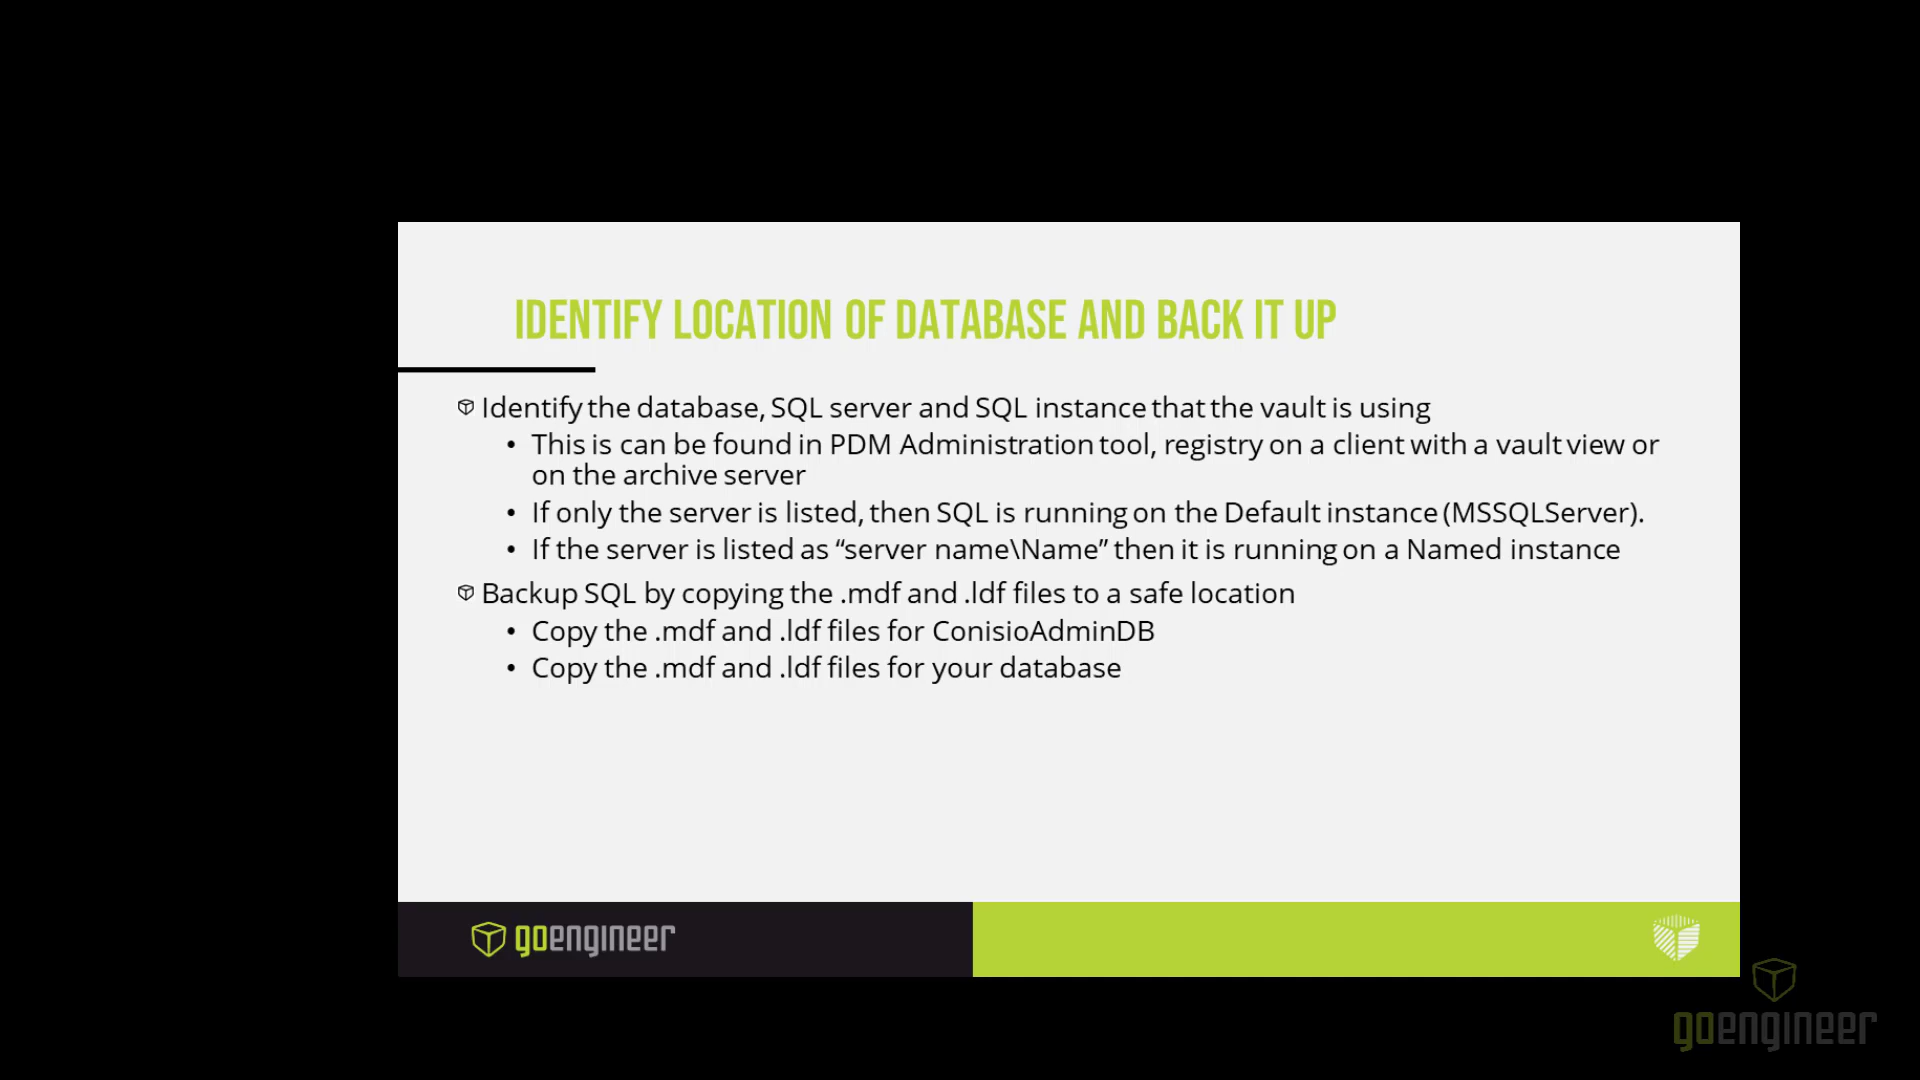 IDENTIFY LOCATION OF DATABASE AND BACK IT UP
Identify the database, SQL server and SQL instance that the vault is using
• This is can be found in PDM Administration tool, registry on a client with a vault view or
on the archive server
• If only the server is listed, then SQL is running on the Default instance (MSSQLServer).
• If the server is listed as “server name\Name” then it is running on a Named instance
Backup SQL by copying the .mdf and .ldf files to a safe location
• Copy the .mdf and .ldf files for ConisioAdminDB
• Copy the .mdf and .ldf files for your database
goengineer
goengineer